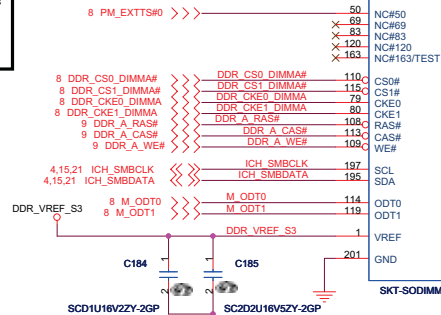 8 PM_EXTTS#0 50 NC#50
69 NC#69
83 NC#83
120 NC#120
163 NC#163/TEST
8 DDR_CS0_DIMMA# DDR_CS0_DIMMA# 110 CS0#
8 DDR_CS1_DIMMA# DDR_CS1_DIMMA# 115 CS1#
8 DDR_CKE0_DIMMA DDR_CKE0_DIMMA 79 CKE0
8 DDR_CKE1_DIMMA DDR_CKE1_DIMMA 80 CKE1
9 DDR_A_RAS# DDR_A_RAS# 108 RAS#
9 DDR_A_CAS# DDR_A_CAS# 113 CAS#
9 DDR_A_WE# DDR_A_WE# 109 WE#
4,15,21 ICH_SMBCLK ICH_SMBCLK 197 SCL
4,15,21 ICH_SMBDATA ICH_SMBDATA 195 SDA
8 M_ODT0 M_ODT0 114 ODT0
8 M_ODT1 M_ODT1 119 ODT1
DDR_VREF_S3
DDR_VREF_S3 1 VREF
201 GND
C184 1 2
C185 1 2
SKT-SODIMM
SCD1U16V2ZY-2GP
SC2D2U16V5ZY-2GP